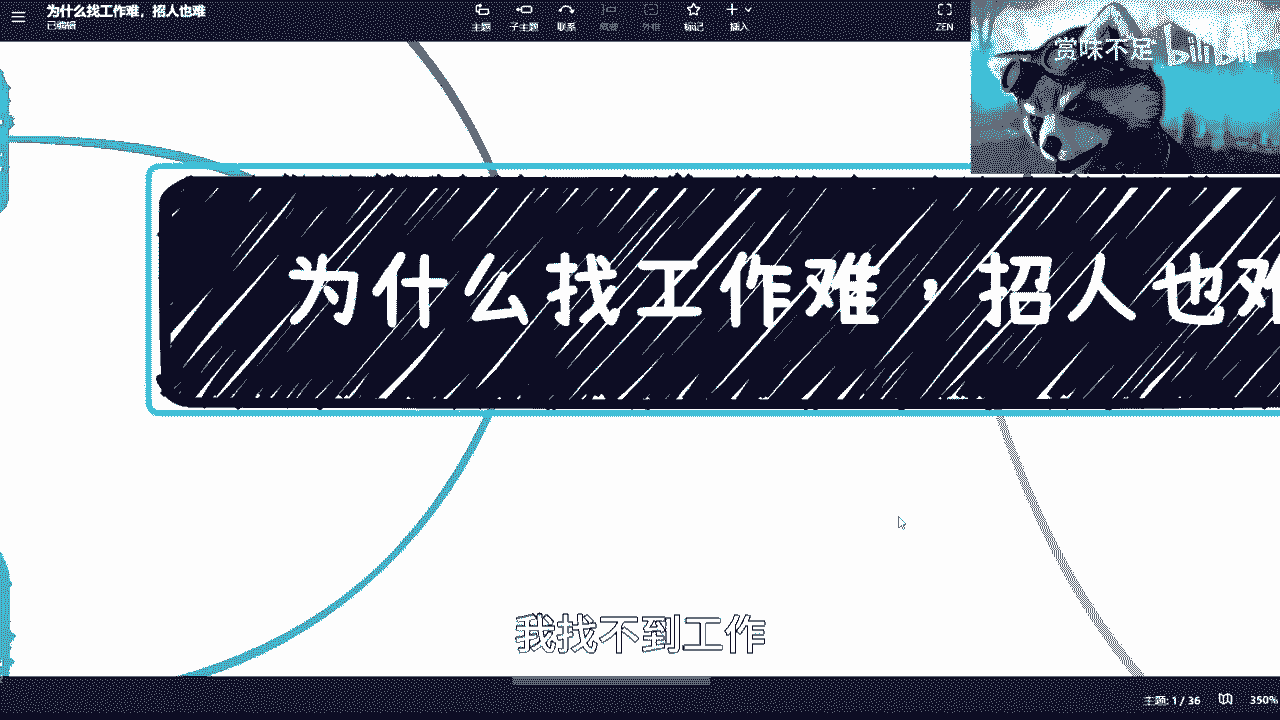 为什么找工作难，招人也难
已编辑
主题
子主题
联系
概要
外框
标记
插入
ZEN
赏味不足
bilibili
为什么找工作难，招人也难
我找不到工作
主题: 1 / 36
350%